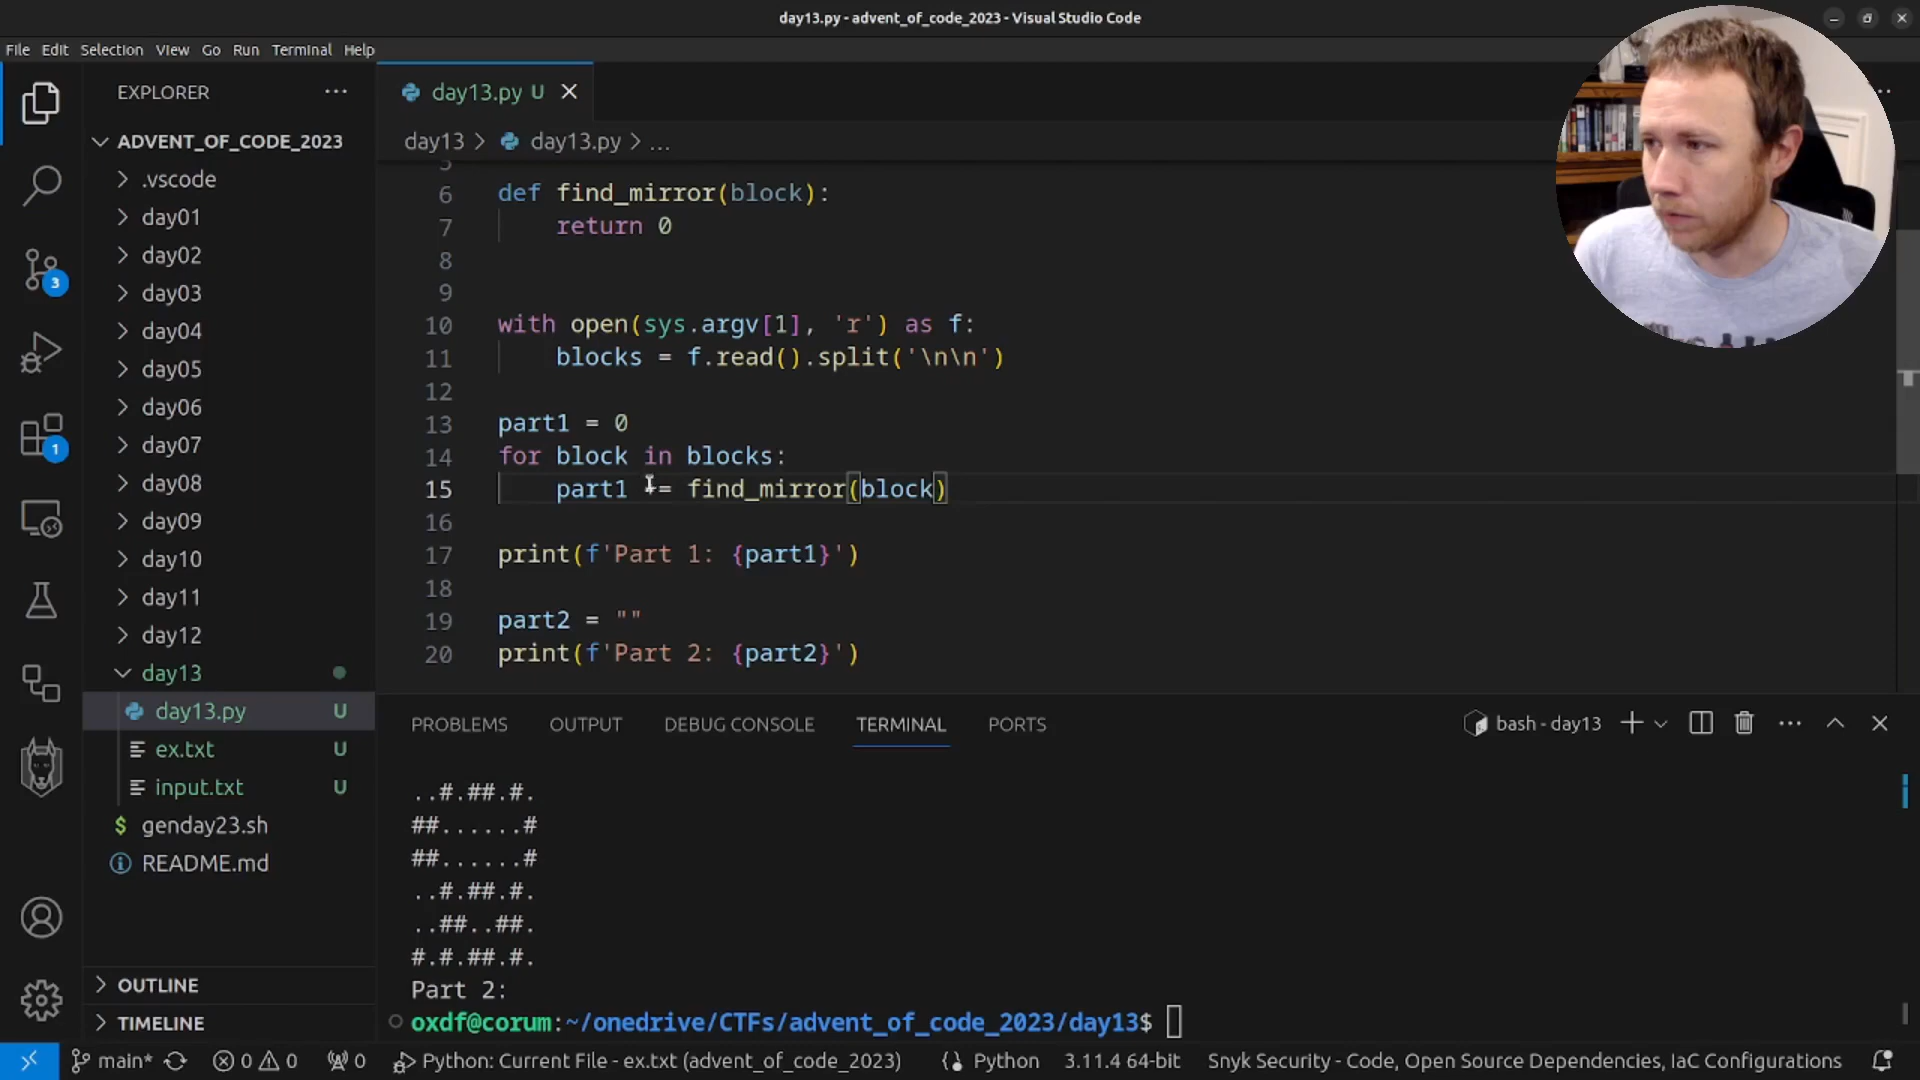 day13.py - advent_of_code_2023 - Visual Studio Code
File Edit Selection View Go Run Terminal Help
EXPLORER
ADVENT_OF_CODE_2023
.vscode
day01
day02
day03
day04
day05
day06
day07
day08
day09
day10
day11
day12
day13
day13.py U
ex.txt U
input.txt U
genday23.sh
README.md
OUTLINE
TIMELINE
3
1
day13.py U
day13 > day13.py > ...
5
6 def find_mirror(block):
7 return 0
8
9
10 with open(sys.argv[1], 'r') as f:
11 blocks = f.read().split('\n\n')
12
13 part1 = 0
14 for block in blocks:
15 part1 += find_mirror(block)
16
17 print(f'Part 1: {part1}')
18
19 part2 = ""
20 print(f'Part 2: {part2}')
PROBLEMS OUTPUT DEBUG CONSOLE TERMINAL PORTS
bash - day13
..#.##.#.
##......#
##......#
..#.##.#.
..##..##.
#.#.##.#.
Part 2:
oxdf@corum:~/onedrive/CTFs/advent_of_code_2023/day13$
main* 0 0 0 Python: Current File - ex.txt (advent_of_code_2023) Python 3.11.4 64-bit Snyk Security - Code, Open Source Dependencies, IaC Configurations